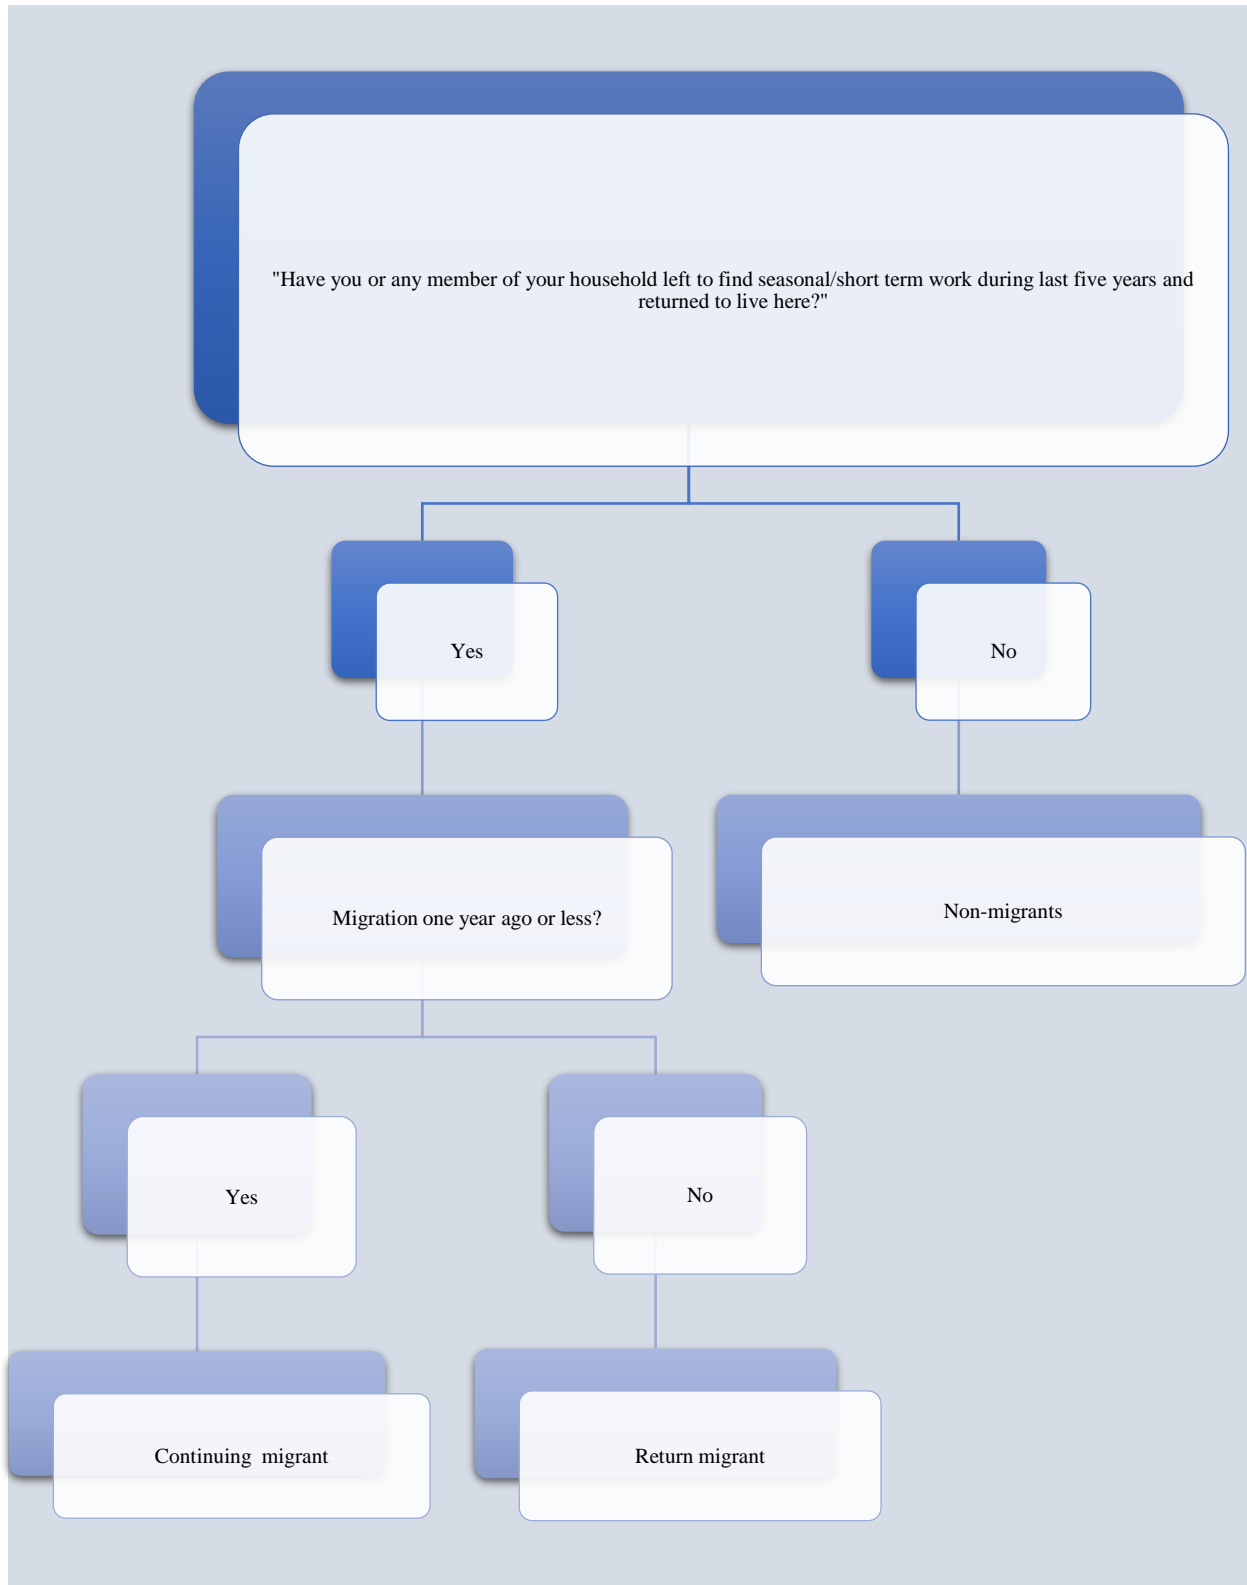 "Have you or any member of your household left to find seasonal/short term work during last five years and
returned to live here?"
Yes
No
Migration one year ago or less?
Non-migrants
Yes
No
Continuing  migrant
Return migrant